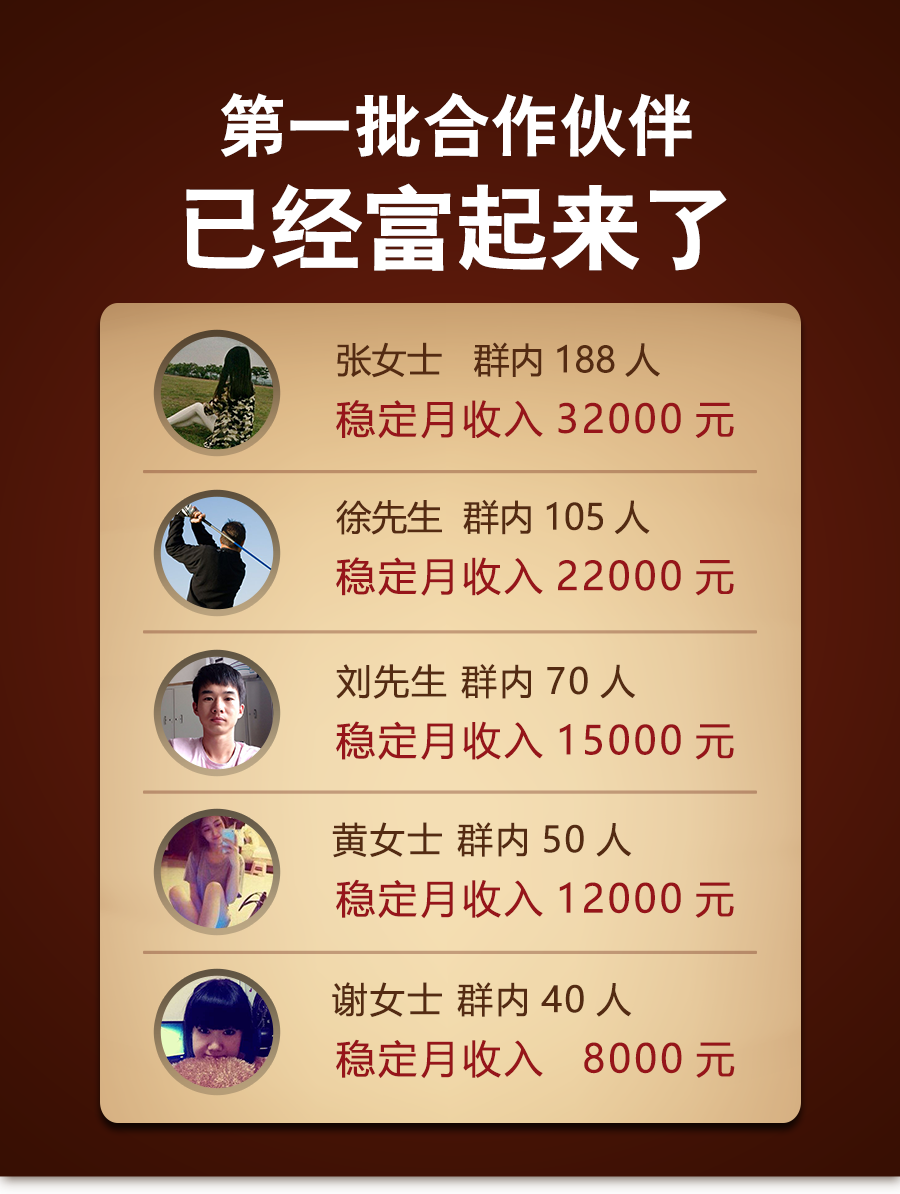 第一批合作伙伴
已经富起来了
张女士 群内 188 人
稳定月收入 32000 元
徐先生 群内 105 人
稳定月收入 22000 元
刘先生 群内 70 人
稳定月收入 15000 元
黄女士 群内 50 人
稳定月收入 12000 元
谢女士 群内 40 人
稳定月收入 8000 元